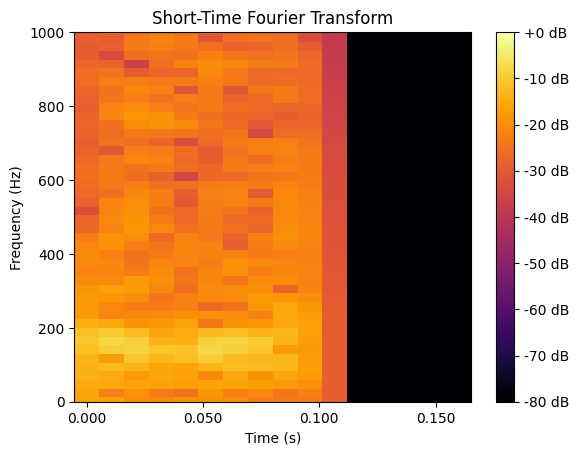 Short-Time Fourier Transform
1000
800
600
400
200
0
Frequency (Hz)
0.000
0.050
0.100
0.150
Time (s)
+0 dB
-10 dB
-20 dB
-30 dB
-40 dB
-50 dB
-60 dB
-70 dB
-80 dB